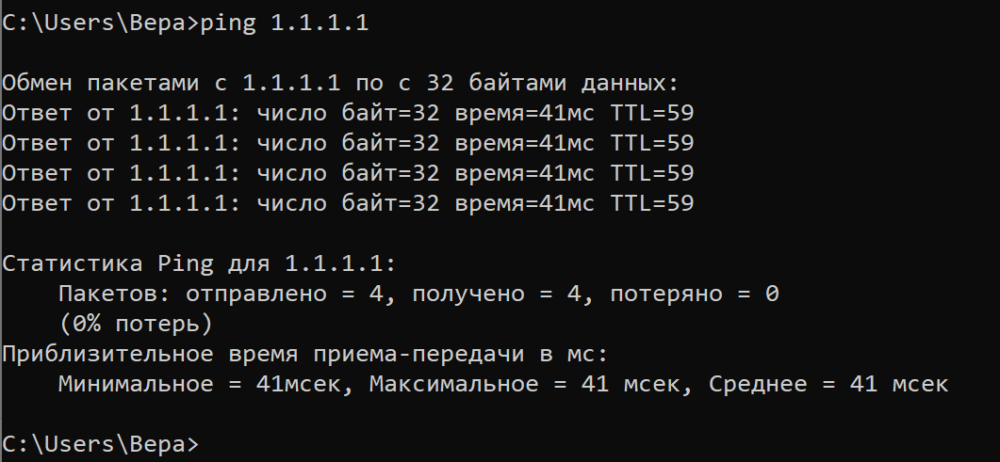 C:\Users\Вера>ping 1.1.1.1
Обмен пакетами с 1.1.1.1 по с 32 байтами данных:
Ответ от 1.1.1.1: число байт=32 время=41мс TTL=59
Ответ от 1.1.1.1: число байт=32 время=41мс TTL=59
Ответ от 1.1.1.1: число байт=32 время=41мс TTL=59
Ответ от 1.1.1.1: число байт=32 время=41мс TTL=59
Статистика Ping для 1.1.1.1:
    Пакетов: отправлено = 4, получено = 4, потеряно = 0
    (0% потерь)
Приблизительное время приема-передачи в мс:
    Минимальное = 41мсек, Максимальное = 41 мсек, Среднее = 41 мсек
C:\Users\Вера>